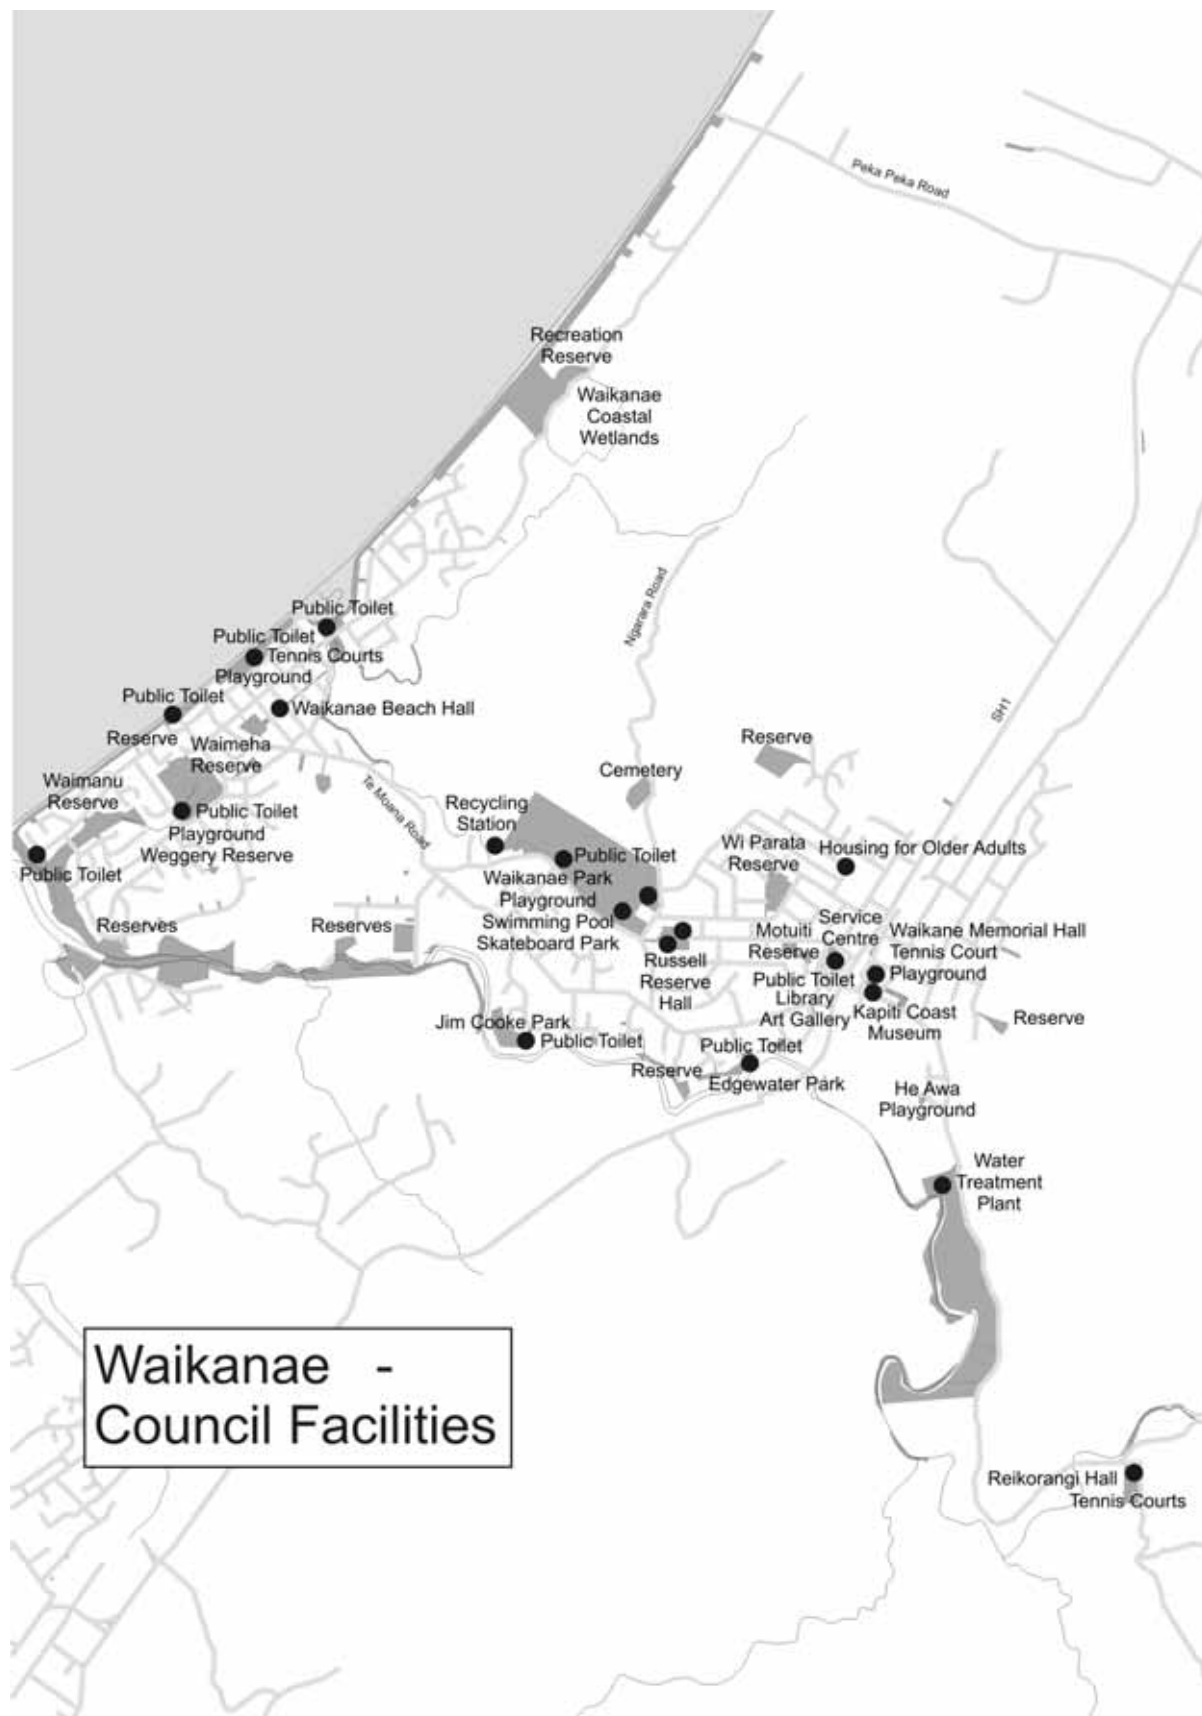 Peka Peka Road
Recreation
Reserve
Waikanae
Coastal
Wetlands
Ngarara Road
Public Toilet
Public Toilet
Tennis Courts
Playground
Public Toilet
Waikanae Beach Hall
SH1
Reserve
Waimeha
Reserve
Reserve
Waimanu
Reserve
Cemetery
Te Moana Road
Recycling
Station
Public Toilet
Playground
Weggery Reserve
Public Toilet
Public Toilet
Waikanae Park
Playground
Swimming Pool
Skateboard Park
Wi Parata
Reserve
Housing for Older Adults
Reserves
Reserves
Motuiti
Reserve
Service
Centre
Waikane Memorial Hall
Tennis Court
Playground
Russell
Reserve
Hall
Public Toilet
Library
Art Gallery
Kapiti Coast
Museum
Reserve
Jim Cooke Park
Public Toilet
Public Toilet
Reserve
Edgewater Park
He Awa
Playground
Water
Treatment
Plant
Waikanae -
Council Facilities
Reikorangi Hall
Tennis Courts